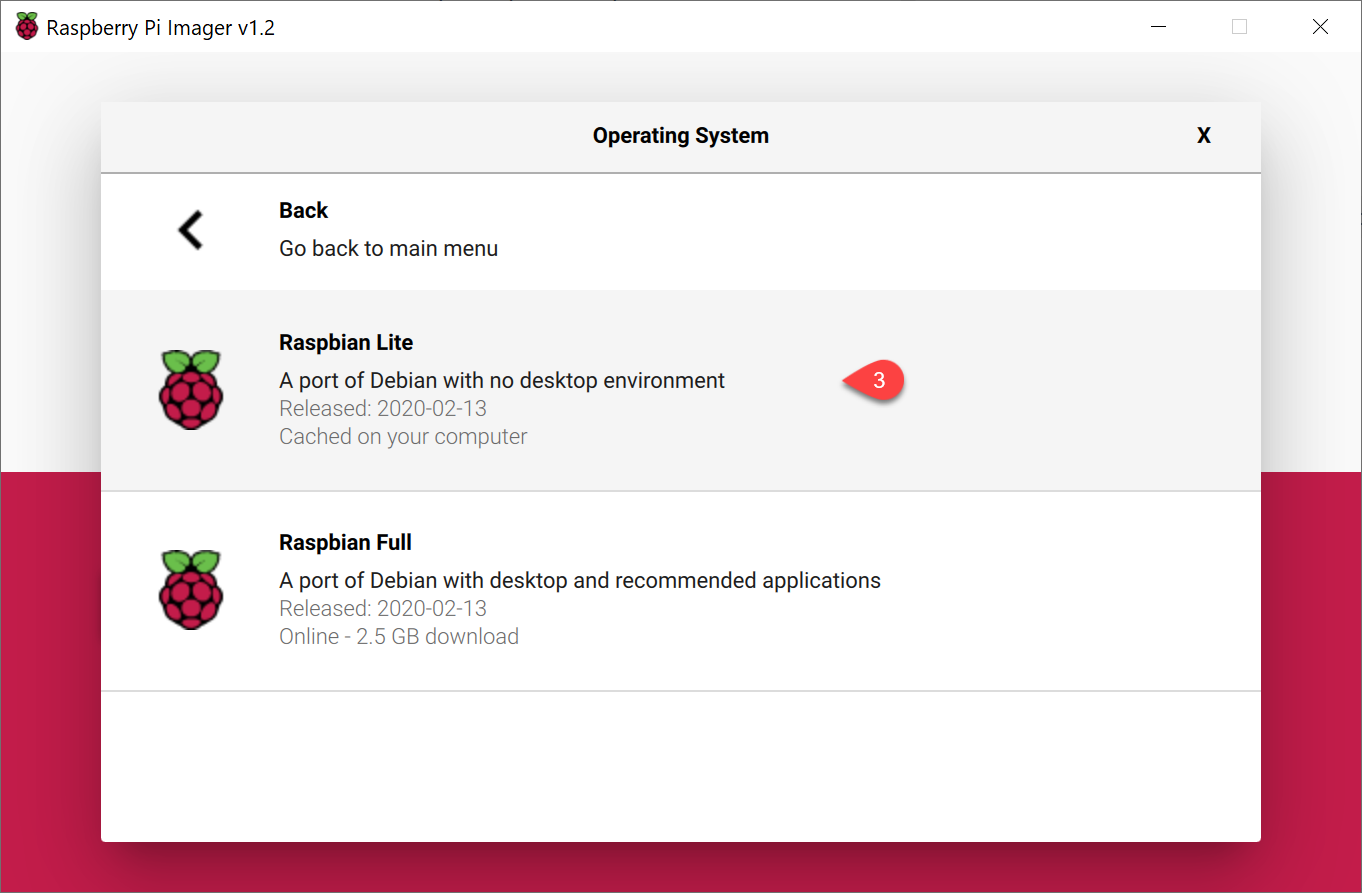 Raspberry Pi Imager v1.2
Operating System X
Back
Go back to main menu
Raspbian Lite
A port of Debian with no desktop environment 3
Released: 2020-02-13
Cached on your computer
Raspbian Full
A port of Debian with desktop and recommended applications
Released: 2020-02-13
Online - 2.5 GB download